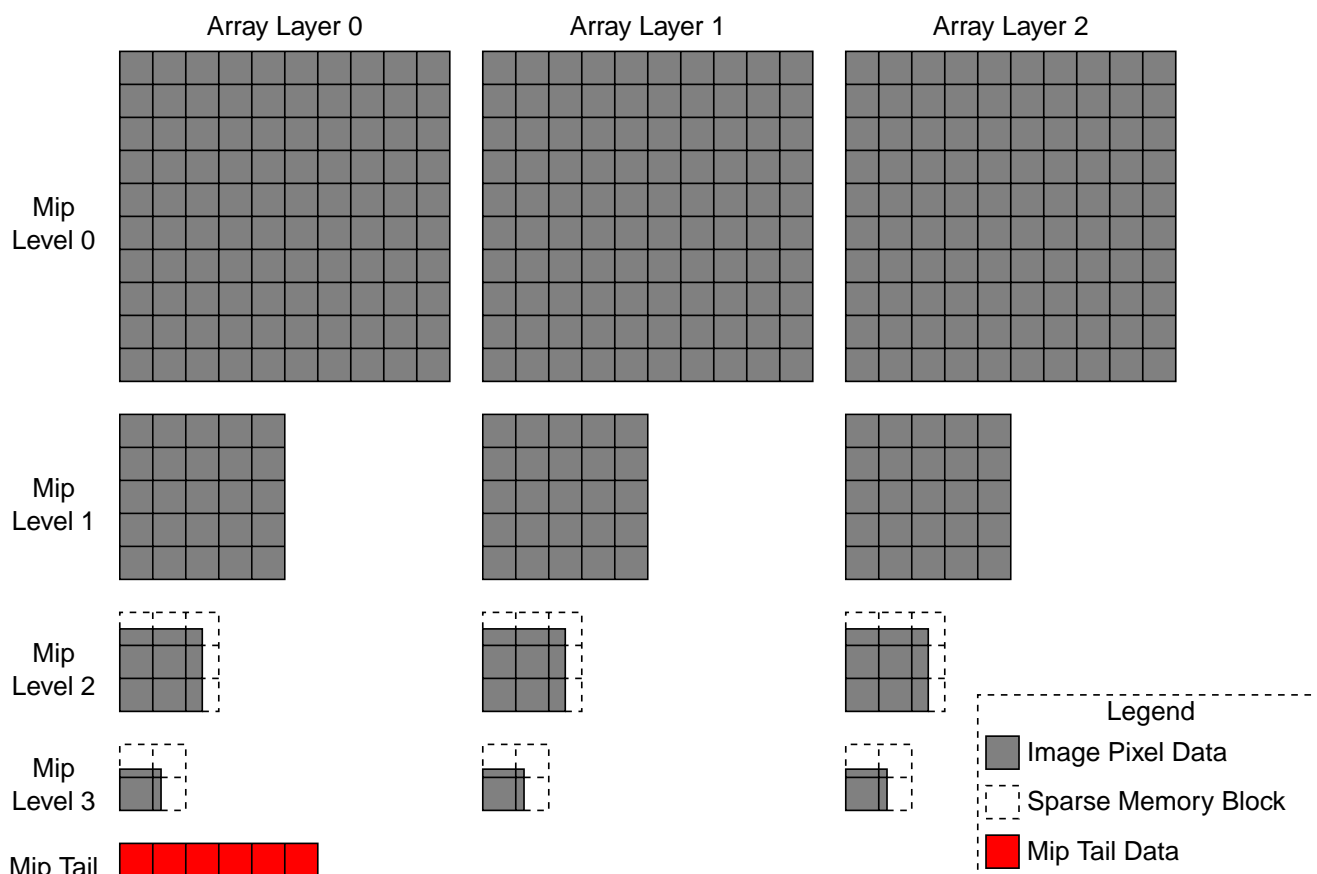 Array Layer 0
Array Layer 1
Array Layer 2
Mip
Level 0
Mip
Level 1
Mip
Level 2
Mip
Level 3
Mip Tail
Legend
Image Pixel Data
Sparse Memory Block
Mip Tail Data